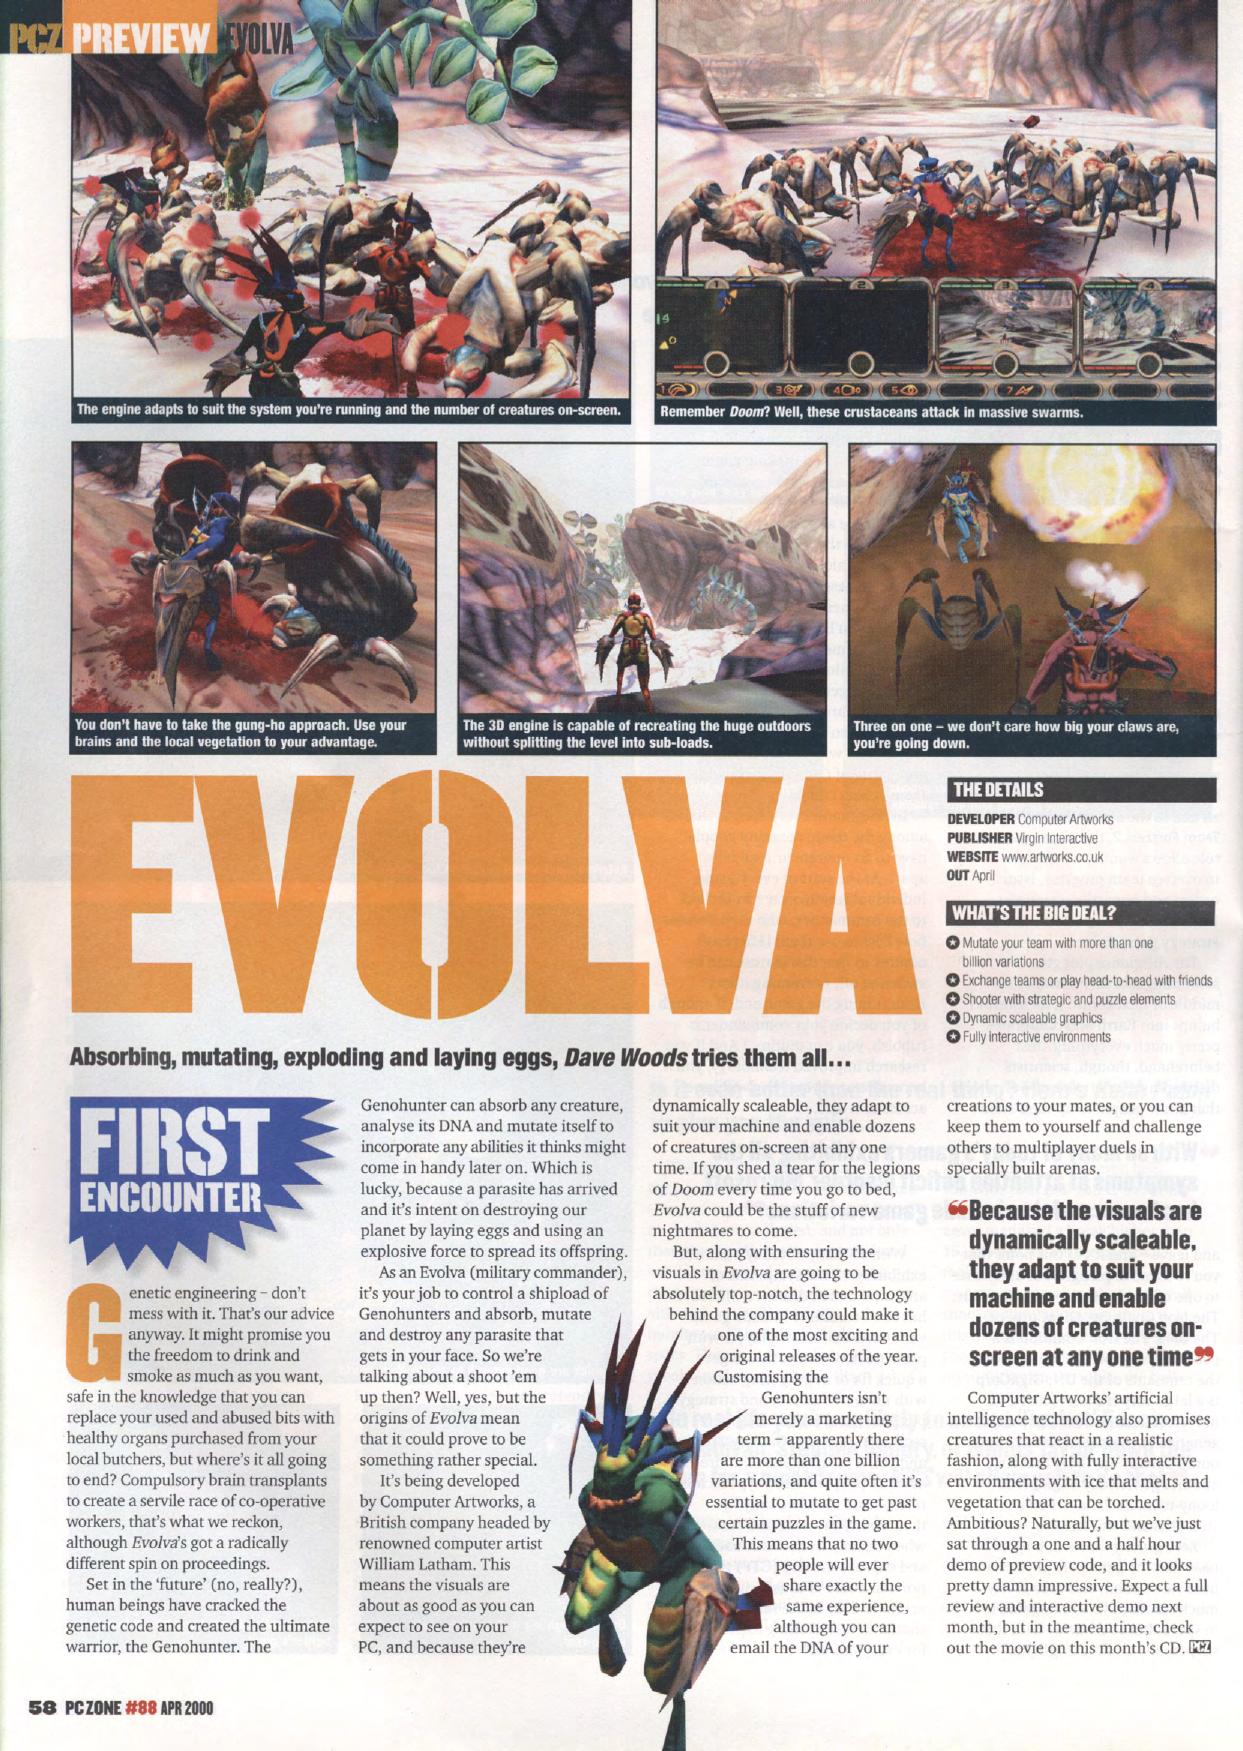 PCZ PREVIEW EVOLVA
The engine adapts to suit the system you're running and the number of creatures on-screen.
Remember Doom? Well, these crustaceans attack in massive swarms.
You don't have to take the gung-ho approach. Use your
brains and the local vegetation to your advantage.
The 3D engine is capable of recreating the huge outdoors
without splitting the level into sub-loads.
Three on one – we don't care how big your claws are,
you're going down.
EVOLVA
THE DETAILS
DEVELOPER Computer Artworks
PUBLISHER Virgin Interactive
WEBSITE www.artworks.co.uk
OUT April
WHAT'S THE BIG DEAL?
Mutate your team with more than one
billion variations
Exchange teams or play head-to-head with friends
Shooter with strategic and puzzle elements
Dynamic scaleable graphics
Fully interactive environments
Absorbing, mutating, exploding and laying eggs, Dave Woods tries them all...
FIRST
ENCOUNTER
Genetic engineering – don't
mess with it. That's our advice
anyway. It might promise you
the freedom to drink and
smoke as much as you want,
safe in the knowledge that you can
replace your used and abused bits with
healthy organs purchased from your
local butchers, but where's it all going
to end? Compulsory brain transplants
to create a servile race of co-operative
workers, that's what we reckon,
although Evolva's got a radically
different spin on proceedings.
Set in the 'future' (no, really?),
human beings have cracked the
genetic code and created the ultimate
warrior, the Genohunter. The
Genohunter can absorb any creature,
analyse its DNA and mutate itself to
incorporate any abilities it thinks might
come in handy later on. Which is
lucky, because a parasite has arrived
and it's intent on destroying our
planet by laying eggs and using an
explosive force to spread its offspring.
As an Evolva (military commander),
it's your job to control a shipload of
Genohunters and absorb, mutate
and destroy any parasite that
gets in your face. So we're
talking about a shoot 'em
up then? Well, yes, but the
origins of Evolva mean
that it could prove to be
something rather special.
It's being developed
by Computer Artworks, a
British company headed by
renowned computer artist
William Latham. This
means the visuals are
about as good as you can
expect to see on your
PC, and because they're
dynamically scaleable, they adapt to
suit your machine and enable dozens
of creatures on-screen at any one
time. If you shed a tear for the legions
of Doom every time you go to bed,
Evolva could be the stuff of new
nightmares to come.
But, along with ensuring the
visuals in Evolva are going to be
absolutely top-notch, the technology
behind the company could make it
one of the most exciting and
original releases of the year.
Customising the
Genohunters isn't
merely a marketing
term – apparently there
are more than one billion
variations, and quite often it's
essential to mutate to get past
certain puzzles in the game.
This means that no two
people will ever
share exactly the
same experience,
although you can
email the DNA of your
creations to your mates, or you can
keep them to yourself and challenge
others to multiplayer duels in
specially built arenas.
“Because the visuals are
dynamically scaleable,
they adapt to suit your
machine and enable
dozens of creatures on-
screen at any one time”
Computer Artworks' artificial
intelligence technology also promises
creatures that react in a realistic
fashion, along with fully interactive
environments with ice that melts and
vegetation that can be torched.
Ambitious? Naturally, but we've just
sat through a one and a half hour
demo of preview code, and it looks
pretty damn impressive. Expect a full
review and interactive demo next
month, but in the meantime, check
out the movie on this month's CD. PCZ
58 PC ZONE #88 APR 2000